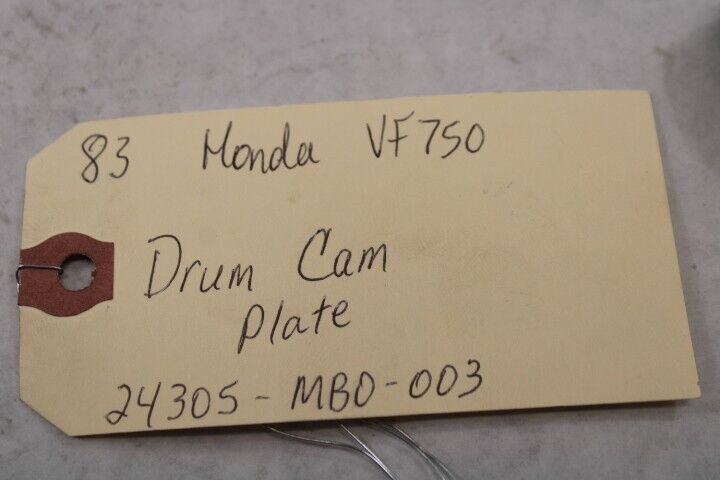 83 Honda VF750
Drum Cam
Plate
24305-MB0-003